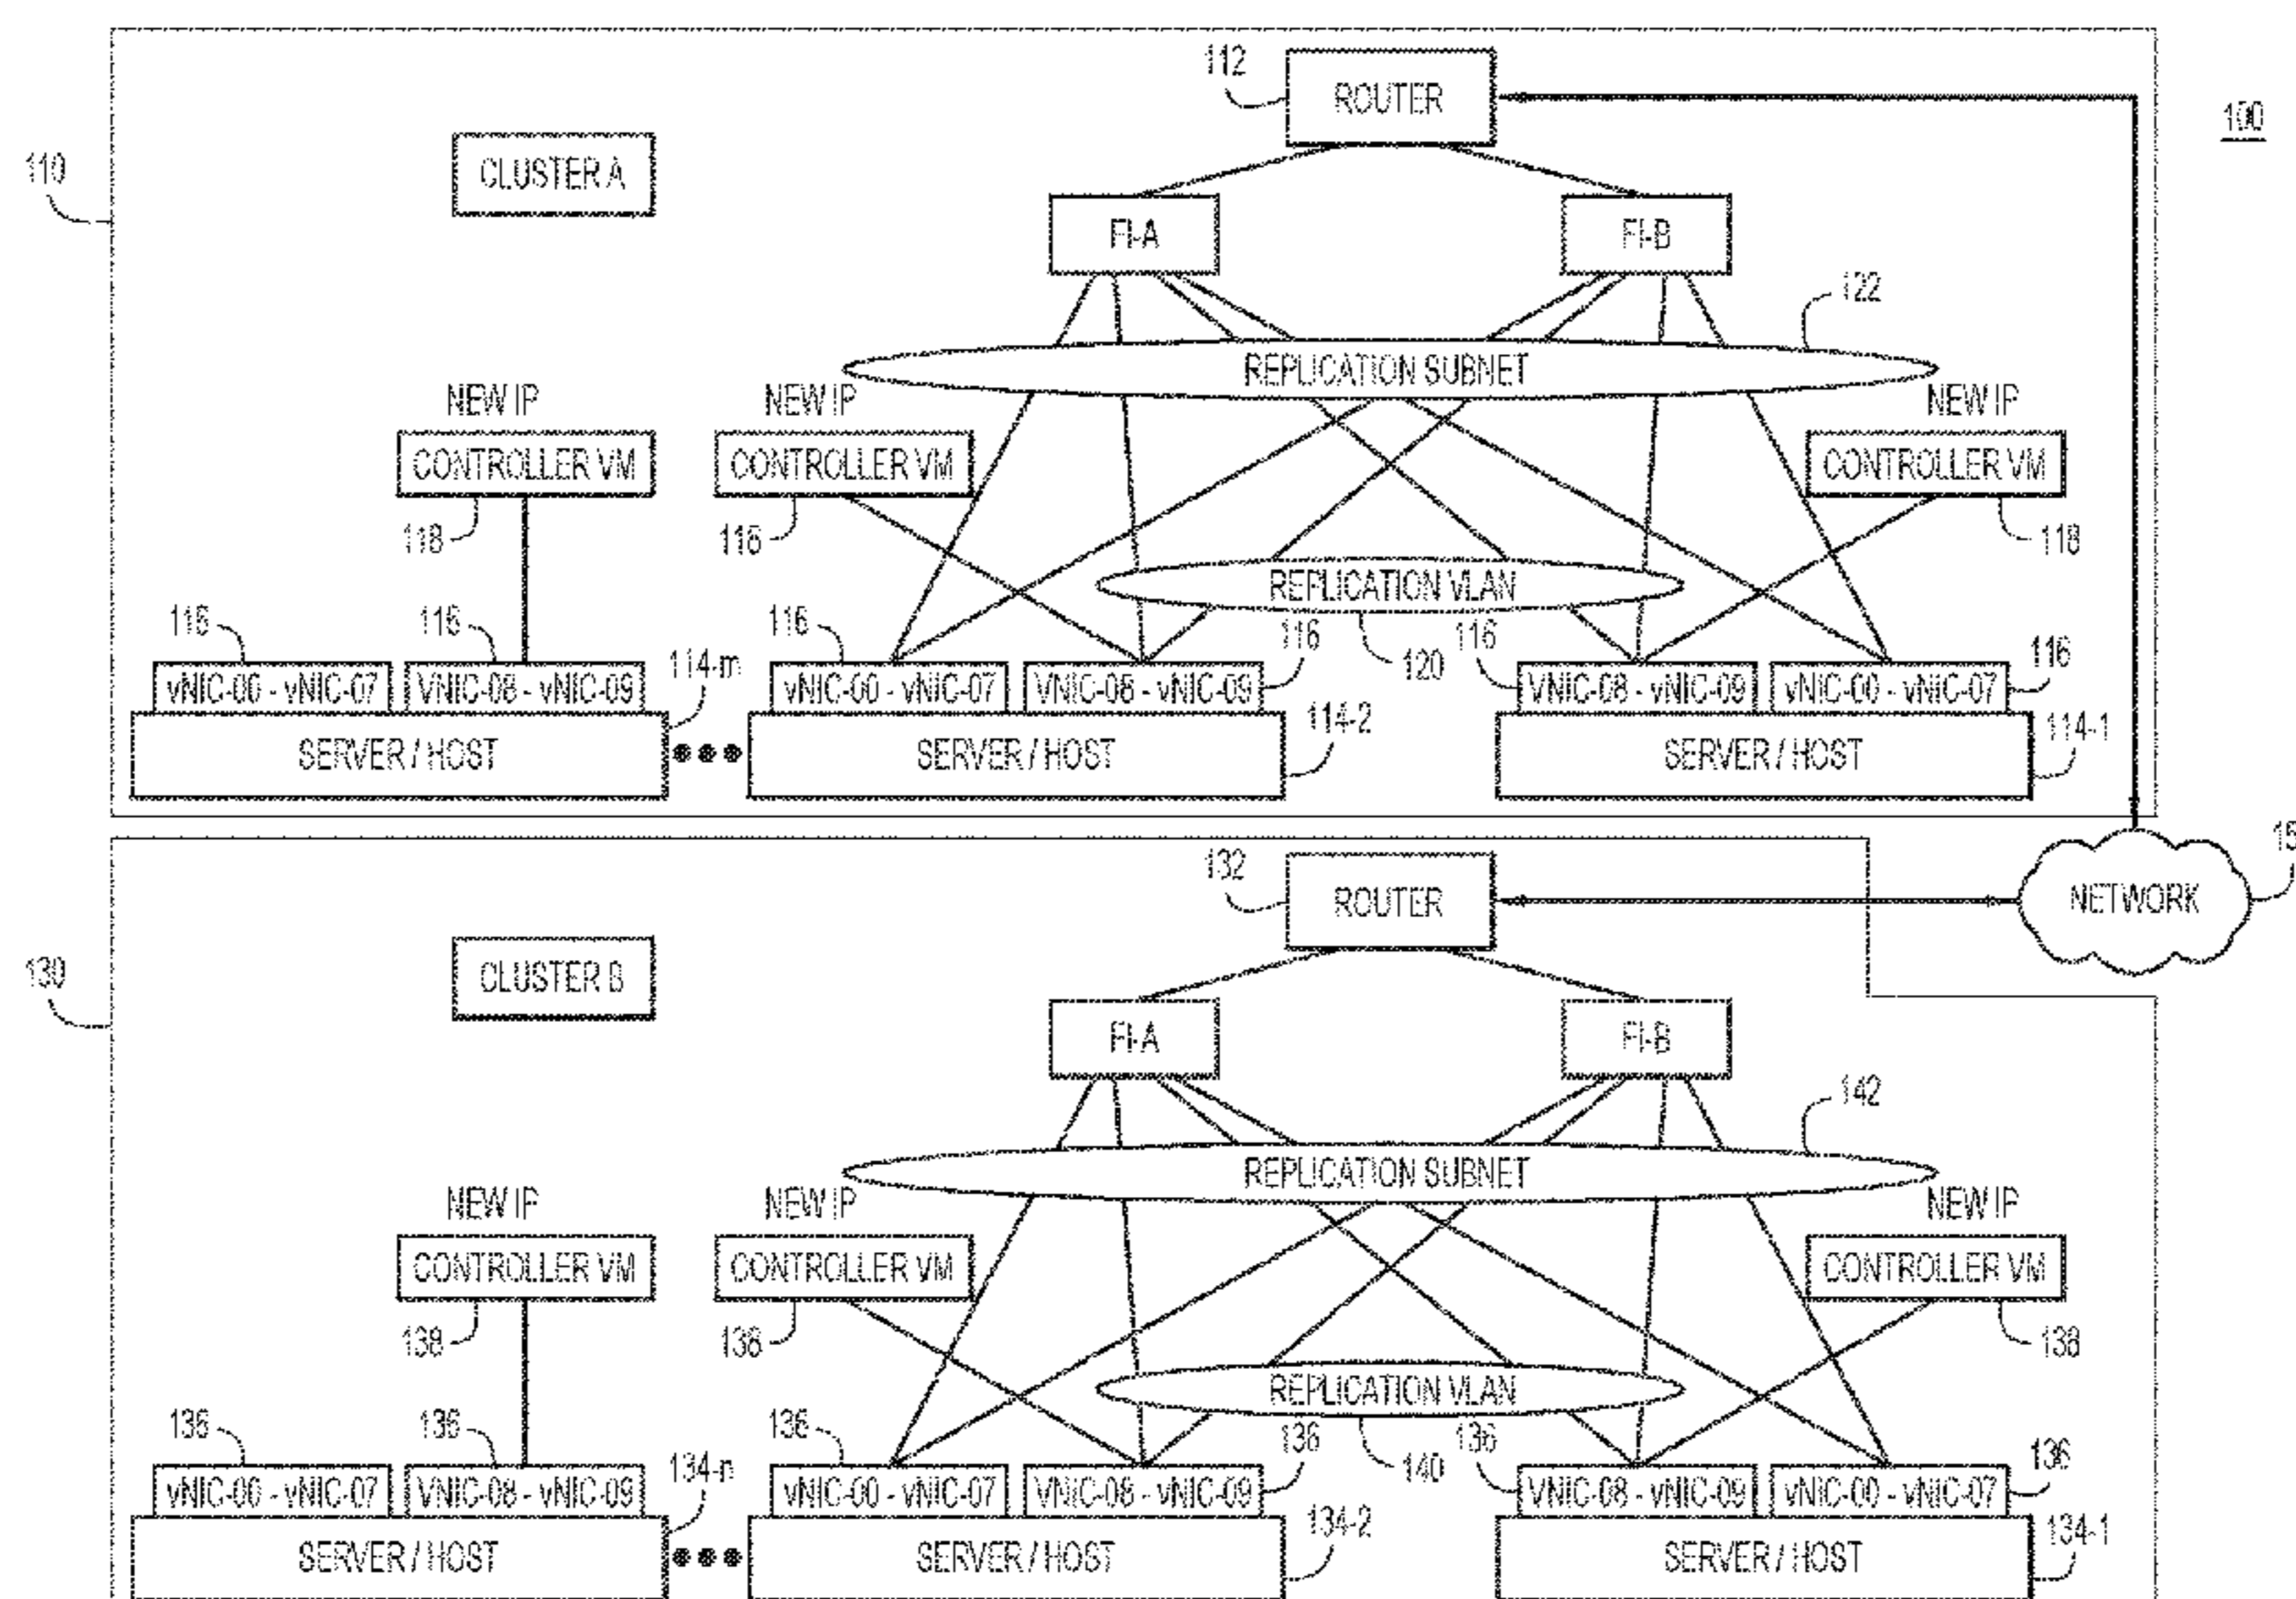 112
ROUTER
100
CLUSTER A
110
FI-A
FI-B
122
REPLICATION SUBNET
NEW IP
NEW IP
NEW IP
CONTROLLER VM
CONTROLLER VM
CONTROLLER VM
118
118
118
REPLICATION VLAN
116
116
116
116
120
116
116
vNIC-00 - vNIC-07
VNIC-08 - vNIC-09
114-m
vNIC-00 - vNIC-07
VNIC-08 - vNIC-09
VNIC-08 - vNIC-09
vNIC-00 - vNIC-07
114-2
114-1
SERVER / HOST
SERVER / HOST
SERVER / HOST
132
ROUTER
NETWORK
15
CLUSTER B
130
FI-A
FI-B
142
REPLICATION SUBNET
NEW IP
NEW IP
NEW IP
CONTROLLER VM
CONTROLLER VM
CONTROLLER VM
138
138
138
REPLICATION VLAN
136
136
136
136
140
136
136
vNIC-00 - vNIC-07
VNIC-08 - vNIC-09
134-n
vNIC-00 - vNIC-07
VNIC-08 - vNIC-09
VNIC-08 - vNIC-09
vNIC-00 - vNIC-07
134-2
134-1
SERVER / HOST
SERVER / HOST
SERVER / HOST